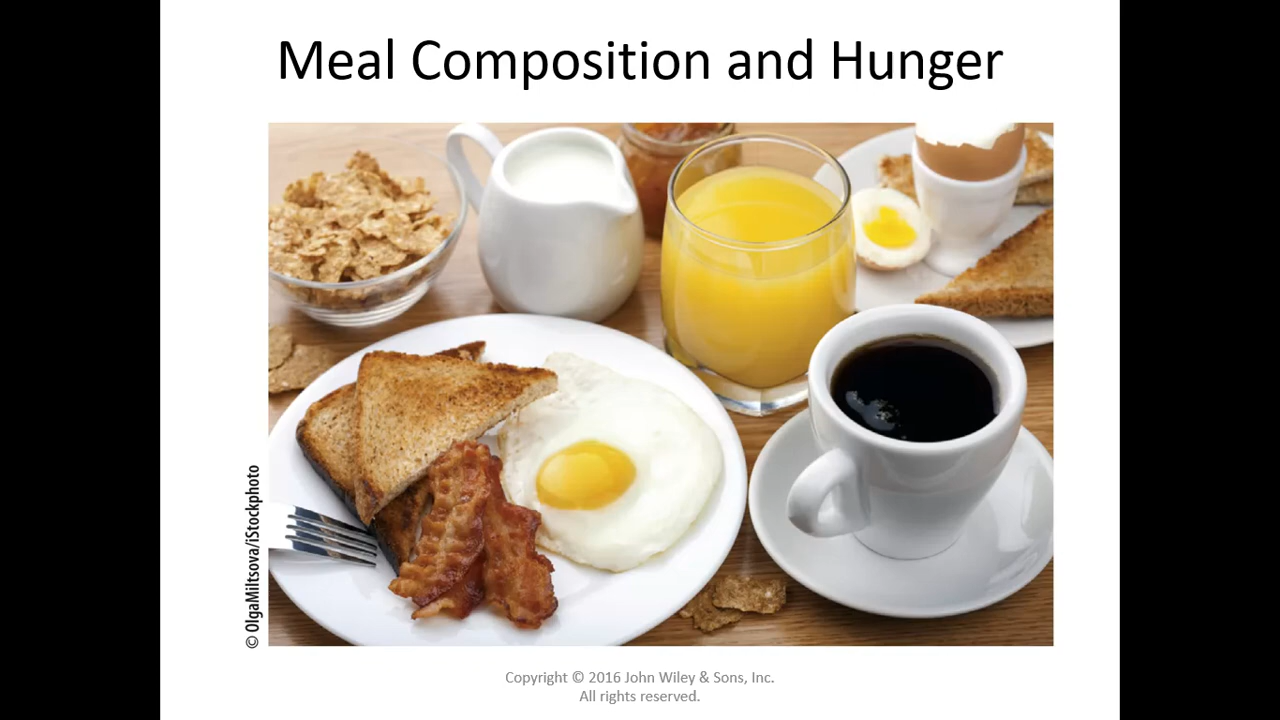 Meal Composition and Hunger
© OlgaMiltsova/iStockphoto
Copyright © 2016 John Wiley & Sons, Inc.
All rights reserved.